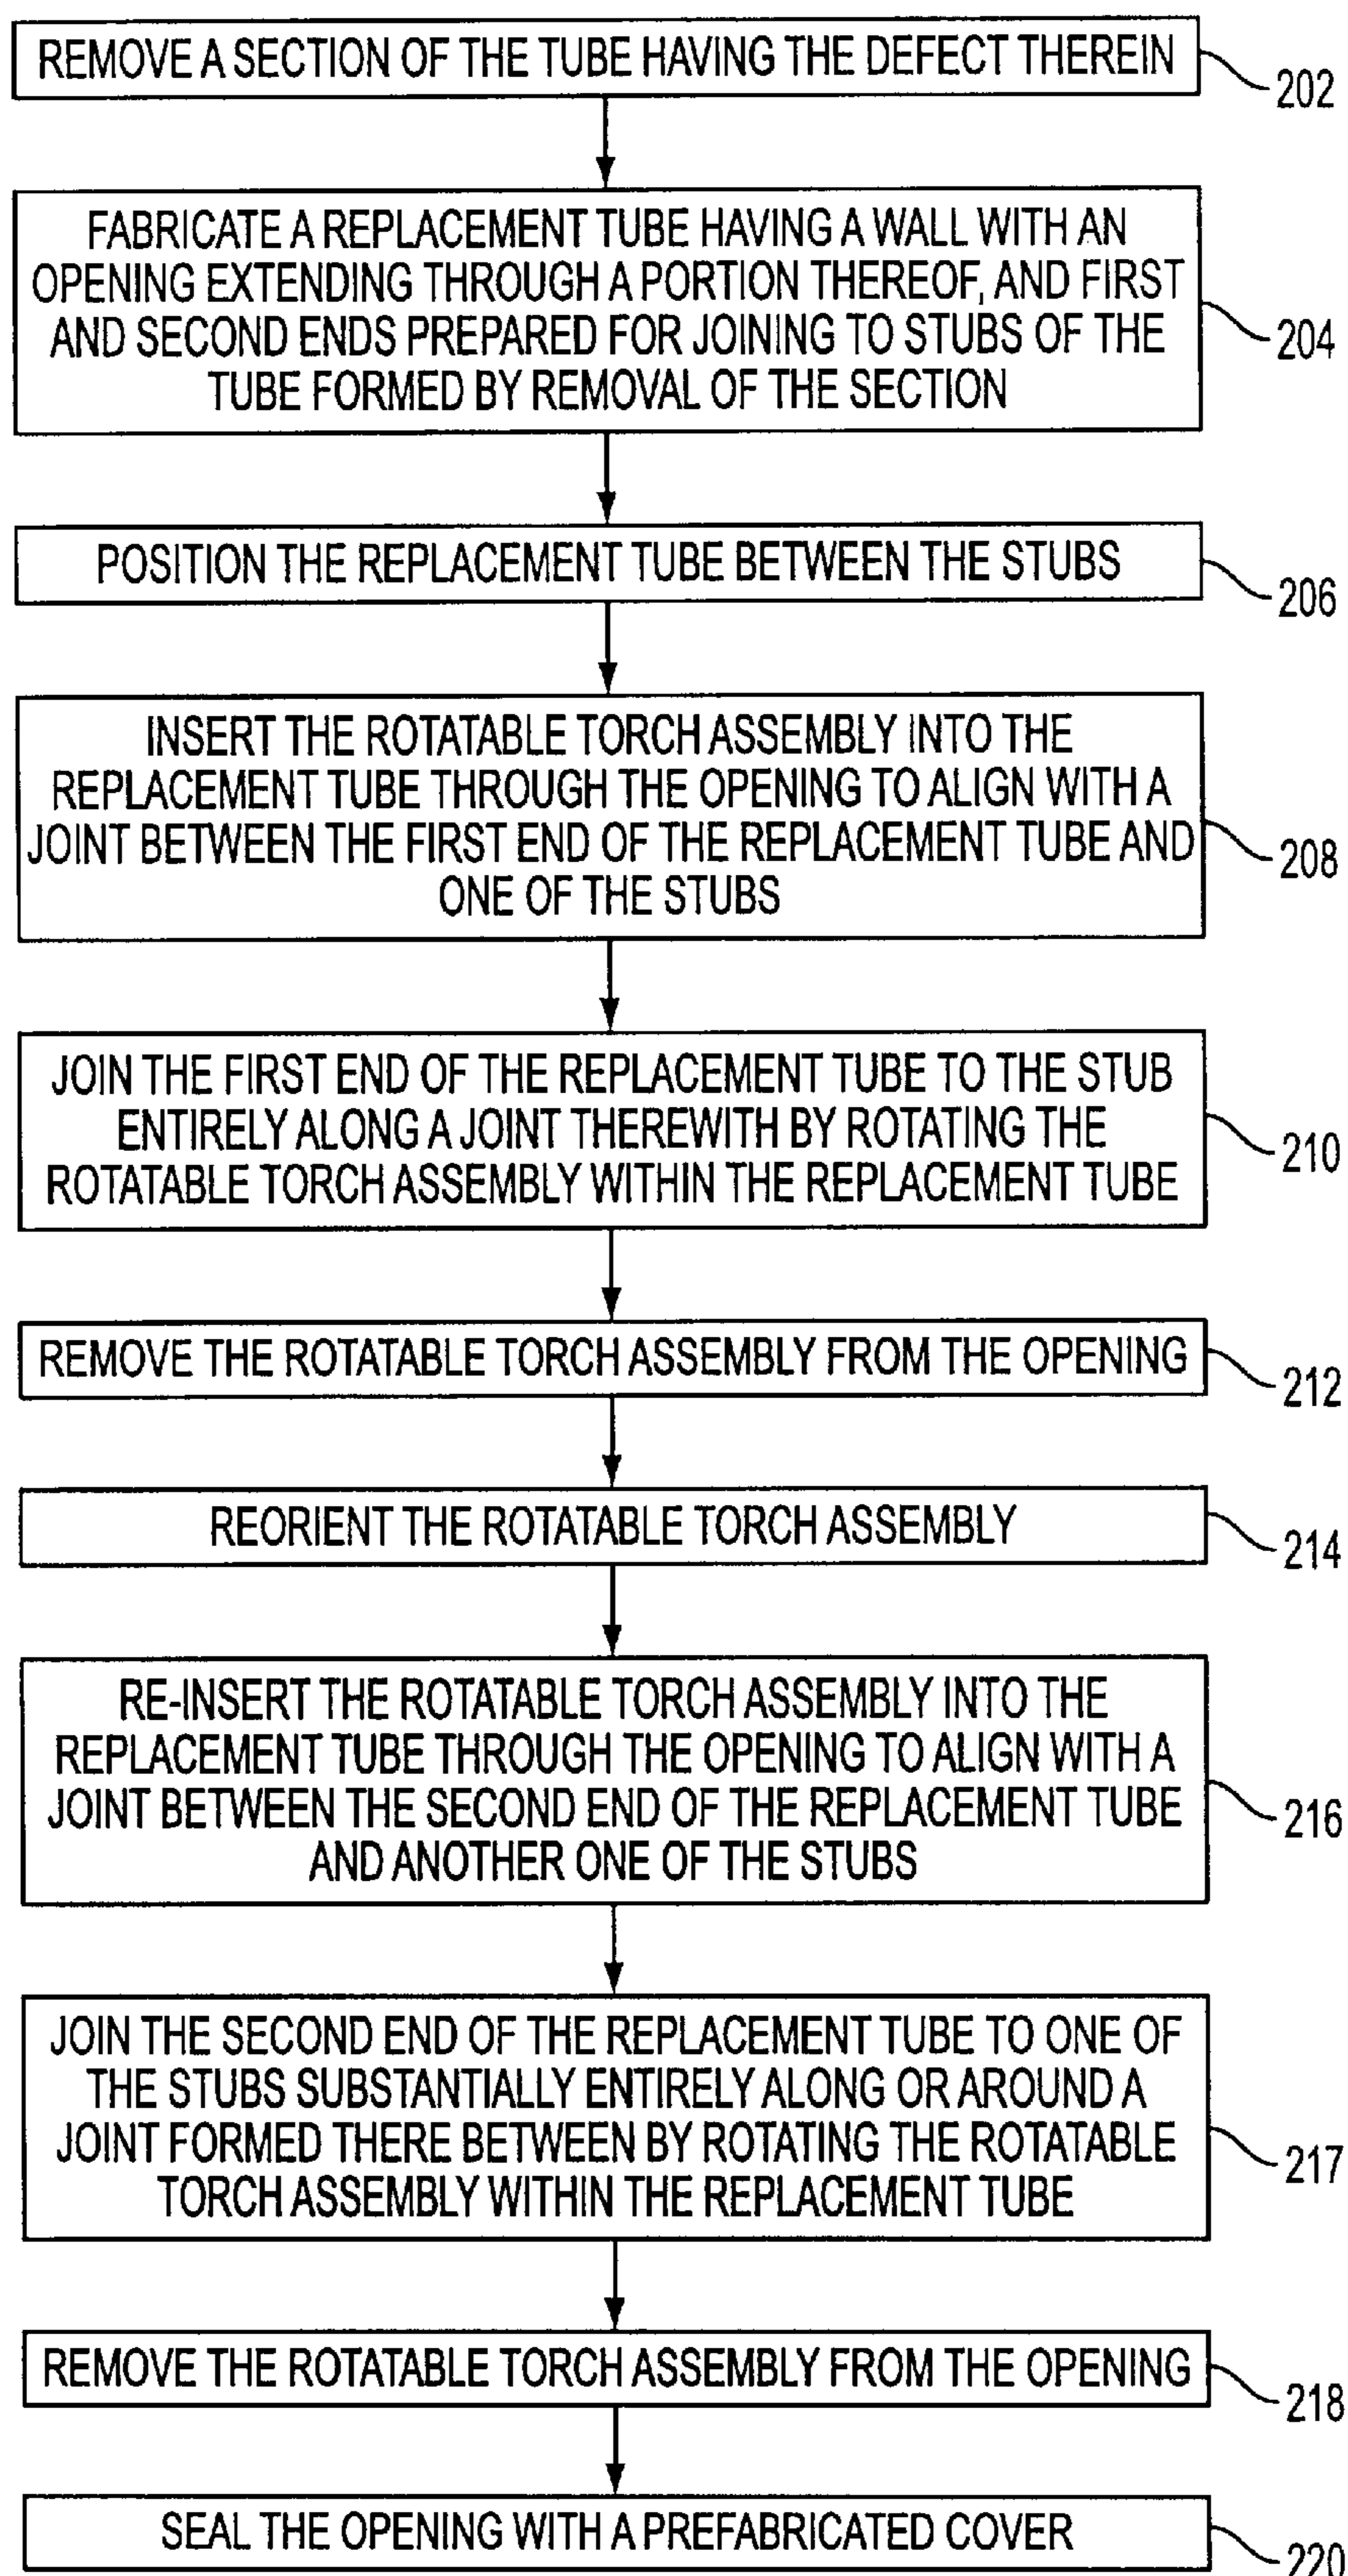 REMOVE A SECTION OF THE TUBE HAVING THE DEFECT THEREIN
202
FABRICATE A REPLACEMENT TUBE HAVING A WALL WITH AN
OPENING EXTENDING THROUGH A PORTION THEREOF, AND FIRST
AND SECOND ENDS PREPARED FOR JOINING TO STUBS OF THE
TUBE FORMED BY REMOVAL OF THE SECTION
204
POSITION THE REPLACEMENT TUBE BETWEEN THE STUBS
206
INSERT THE ROTATABLE TORCH ASSEMBLY INTO THE
REPLACEMENT TUBE THROUGH THE OPENING TO ALIGN WITH A
JOINT BETWEEN THE FIRST END OF THE REPLACEMENT TUBE AND
ONE OF THE STUBS
208
JOIN THE FIRST END OF THE REPLACEMENT TUBE TO THE STUB
ENTIRELY ALONG A JOINT THEREWITH BY ROTATING THE
ROTATABLE TORCH ASSEMBLY WITHIN THE REPLACEMENT TUBE
210
REMOVE THE ROTATABLE TORCH ASSEMBLY FROM THE OPENING
212
REORIENT THE ROTATABLE TORCH ASSEMBLY
214
RE-INSERT THE ROTATABLE TORCH ASSEMBLY INTO THE
REPLACEMENT TUBE THROUGH THE OPENING TO ALIGN WITH A
JOINT BETWEEN THE SECOND END OF THE REPLACEMENT TUBE
AND ANOTHER ONE OF THE STUBS
216
JOIN THE SECOND END OF THE REPLACEMENT TUBE TO ONE OF
THE STUBS SUBSTANTIALLY ENTIRELY ALONG OR AROUND A
JOINT FORMED THERE BETWEEN BY ROTATING THE ROTATABLE
TORCH ASSEMBLY WITHIN THE REPLACEMENT TUBE
217
REMOVE THE ROTATABLE TORCH ASSEMBLY FROM THE OPENING
218
SEAL THE OPENING WITH A PREFABRICATED COVER
220